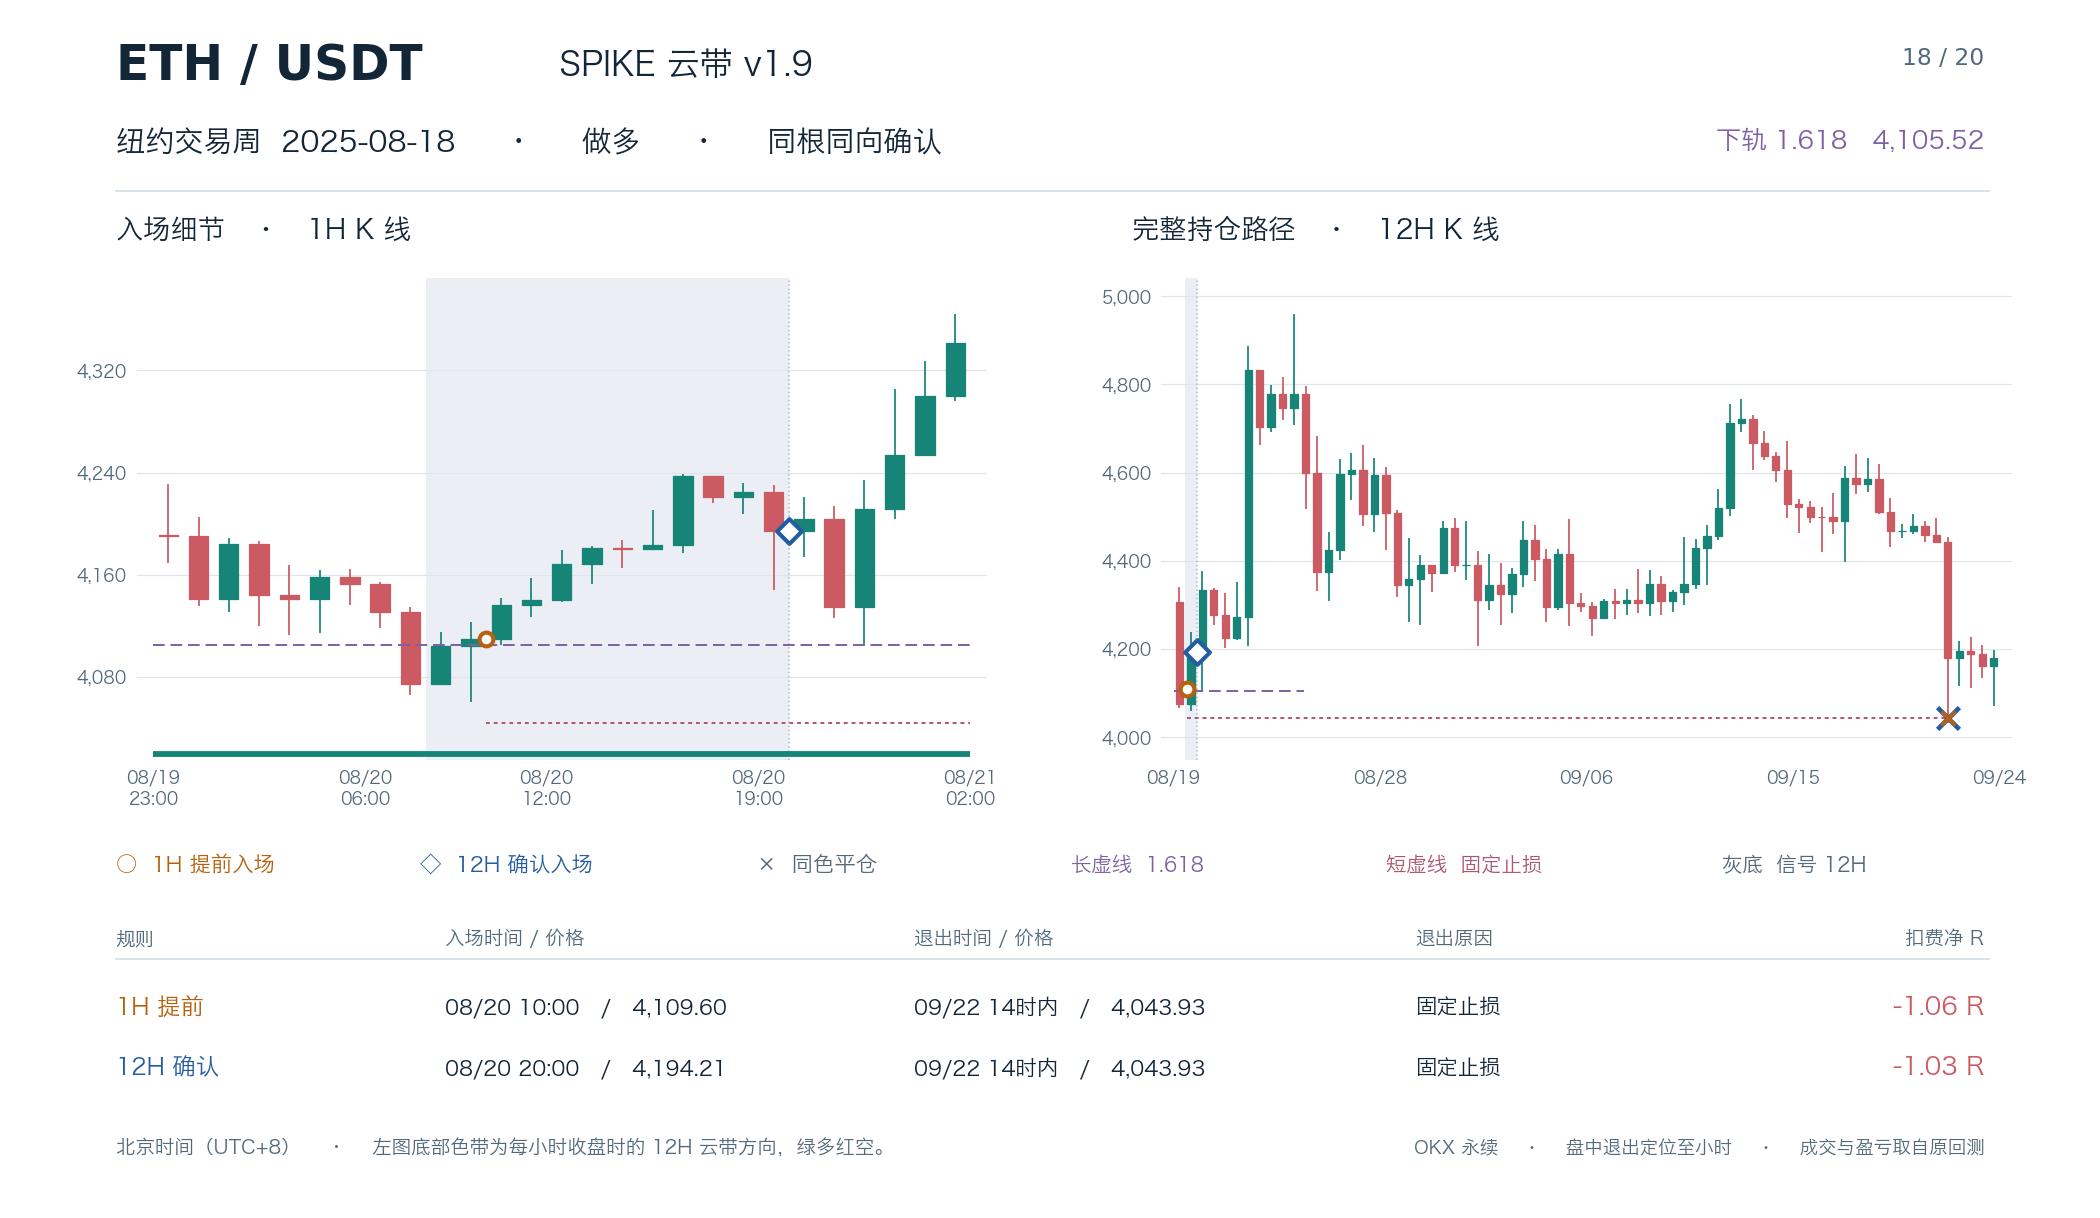 ETH / USDT SPIKE 云带 v1.9 18 / 20
纽约交易周 2025-08-18 · 做多 · 同根同向确认 下轨 1.618 4,105.52
入场细节 · 1H K 线
4,320
4,240
4,160
4,080
08/19 08/20 08/20 08/20 08/21
23:00 06:00 12:00 19:00 02:00
完整持仓路径 · 12H K 线
5,000
4,800
4,600
4,400
4,200
4,000
08/19 08/28 09/06 09/15 09/24
○ 1H 提前入场 ◇ 12H 确认入场 × 同色平仓 长虚线 1.618 短虚线 固定止损 灰底 信号 12H
规则 入场时间 / 价格 退出时间 / 价格 退出原因 扣费净 R
1H 提前 08/20 10:00 / 4,109.60 09/22 14时内 / 4,043.93 固定止损 -1.06 R
12H 确认 08/20 20:00 / 4,194.21 09/22 14时内 / 4,043.93 固定止损 -1.03 R
北京时间（UTC+8） · 左图底部色带为每小时收盘时的 12H 云带方向，绿多红空。 OKX 永续 · 盘中退出定位至小时 · 成交与盈亏取自原回测